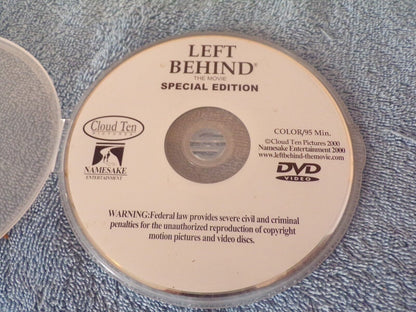 LEFT
BEHIND®
THE MOVIE
SPECIAL EDITION
Cloud Ten
PICTURES
NAMESAKE
ENTERTAINMENT
COLOR/95 Min.
©Cloud Ten Pictures 2000
Namesake Entertainment 2000
www.leftbehind-themovie.com
DVD
VIDEO
WARNING:Federal law provides severe civil and criminal
penalties for the unauthorized reproduction of copyright
motion pictures and video discs.